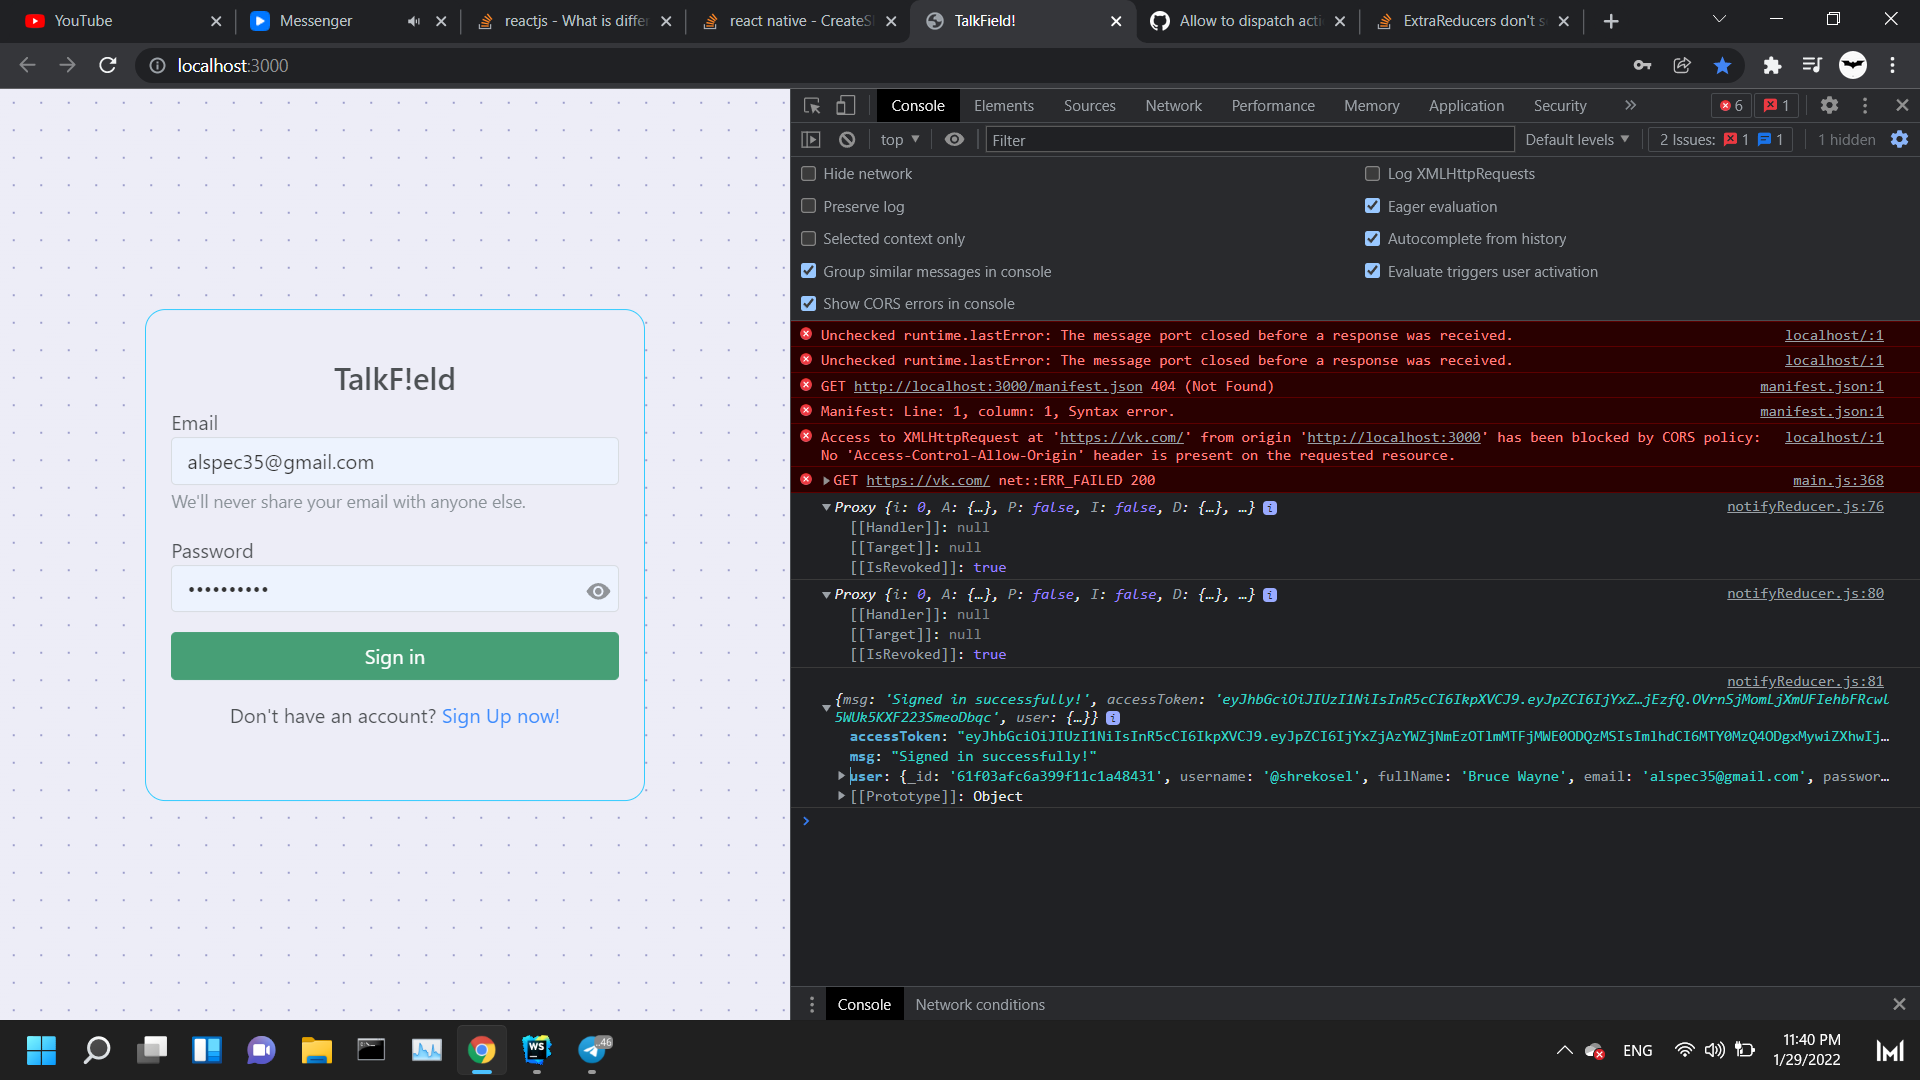 YouTube
Messenger
reactjs - What is differ
react native - CreateSl
TalkField!
Allow to dispatch acti
ExtraReducers don't s
localhost:3000
Console Elements Sources Network Performance Memory Application Security 6 1
top Filter Default levels 2 Issues: 1 1 1 hidden
Hide network
Log XMLHttpRequests
Preserve log
Eager evaluation
Selected context only
Autocomplete from history
Group similar messages in console
Evaluate triggers user activation
Show CORS errors in console
TalkF!eld
Email
alspec35@gmail.com
We'll never share your email with anyone else.
Password
••••••••••
Sign in
Don't have an account? Sign Up now!
Unchecked runtime.lastError: The message port closed before a response was received. localhost/:1
Unchecked runtime.lastError: The message port closed before a response was received. localhost/:1
GET http://localhost:3000/manifest.json 404 (Not Found) manifest.json:1
Manifest: Line: 1, column: 1, Syntax error. manifest.json:1
Access to XMLHttpRequest at 'https://vk.com/' from origin 'http://localhost:3000' has been blocked by CORS policy: localhost/:1
No 'Access-Control-Allow-Origin' header is present on the requested resource.
GET https://vk.com/ net::ERR_FAILED 200 main.js:368
Proxy {i: 0, A: {…}, P: false, I: false, D: {…}, …} notifyReducer.js:76
[[Handler]]: null
[[Target]]: null
[[IsRevoked]]: true
Proxy {i: 0, A: {…}, P: false, I: false, D: {…}, …} notifyReducer.js:80
[[Handler]]: null
[[Target]]: null
[[IsRevoked]]: true
notifyReducer.js:81
{msg: 'Signed in successfully!', accessToken: 'eyJhbGciOiJIUzI1NiIsInR5cCI6IkpXVCJ9.eyJpZCI6IjYxZ…jEzfQ.OVrnSjMomLjXmUFIehbFRcwl
5WUk5KXF223SmeoDbqc', user: {…}}
accessToken: "eyJhbGciOiJIUzI1NiIsInR5cCI6IkpXVCJ9.eyJpZCI6IjYxZjAzYWZjNmEzOTlmMTFjMWE0ODQzMSIsImlhdCI6MTY0MzQ4ODgxMywiZXhwIj…
msg: "Signed in successfully!"
user: {_id: '61f03afc6a399f11c1a48431', username: '@shrekosel', fullName: 'Bruce Wayne', email: 'alspec35@gmail.com', passwor…
[[Prototype]]: Object
Console Network conditions
WS
46
ENG
11:40 PM
1/29/2022